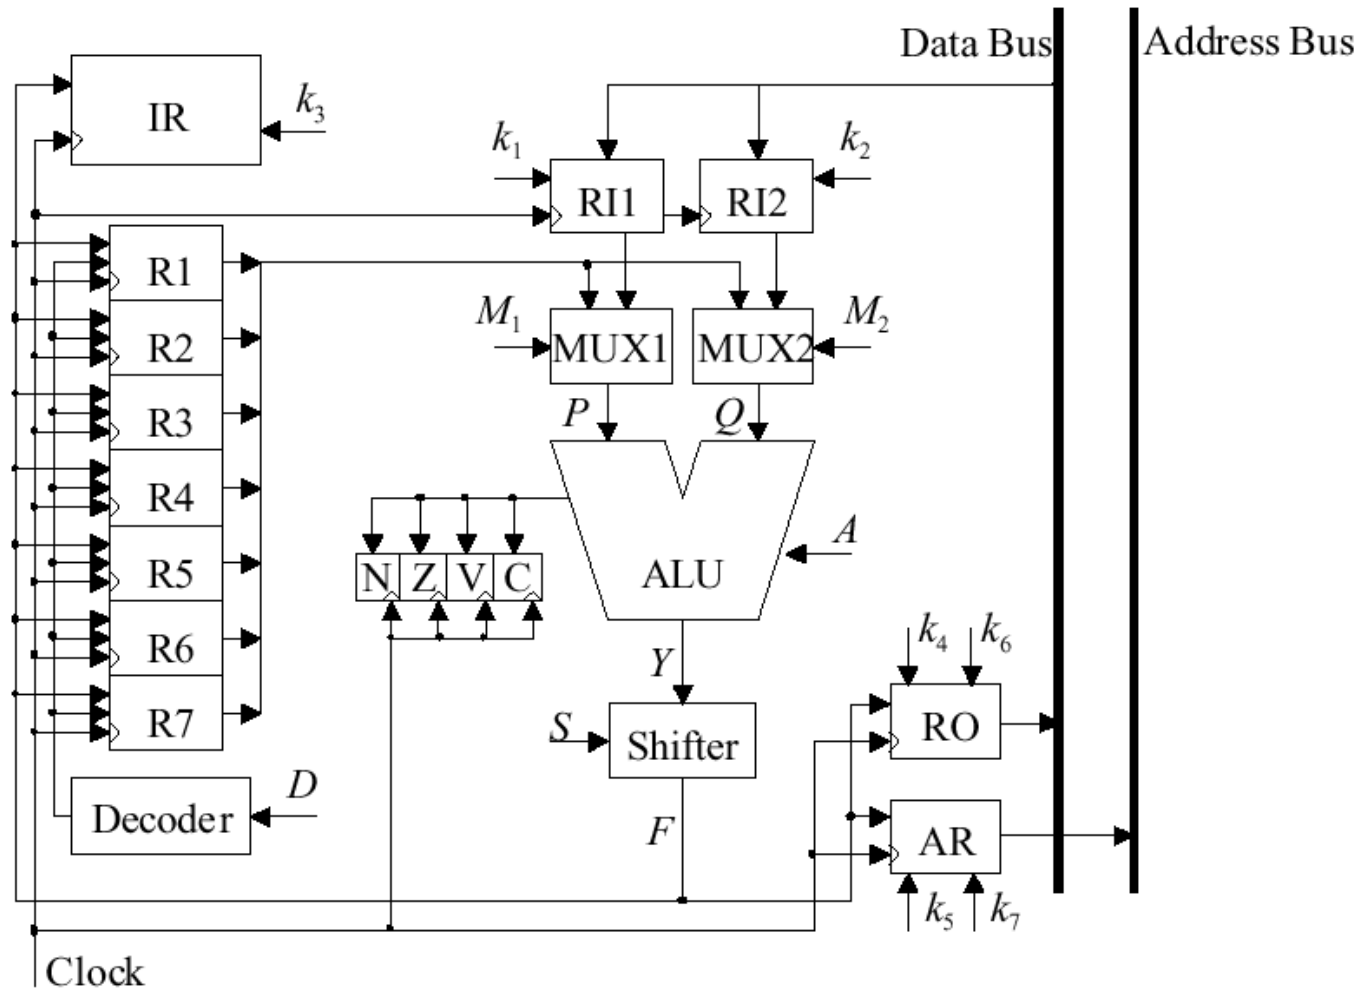 Data Bus
Address Bus
IR
k3
k1
k2
RI1
RI2
R1
M1
M2
MUX1
MUX2
R2
P
Q
R3
R4
A
N Z V C
ALU
R5
R6
k4
k6
Y
R7
S
Shifter
RO
D
Decoder
F
AR
k5
k7
Clock